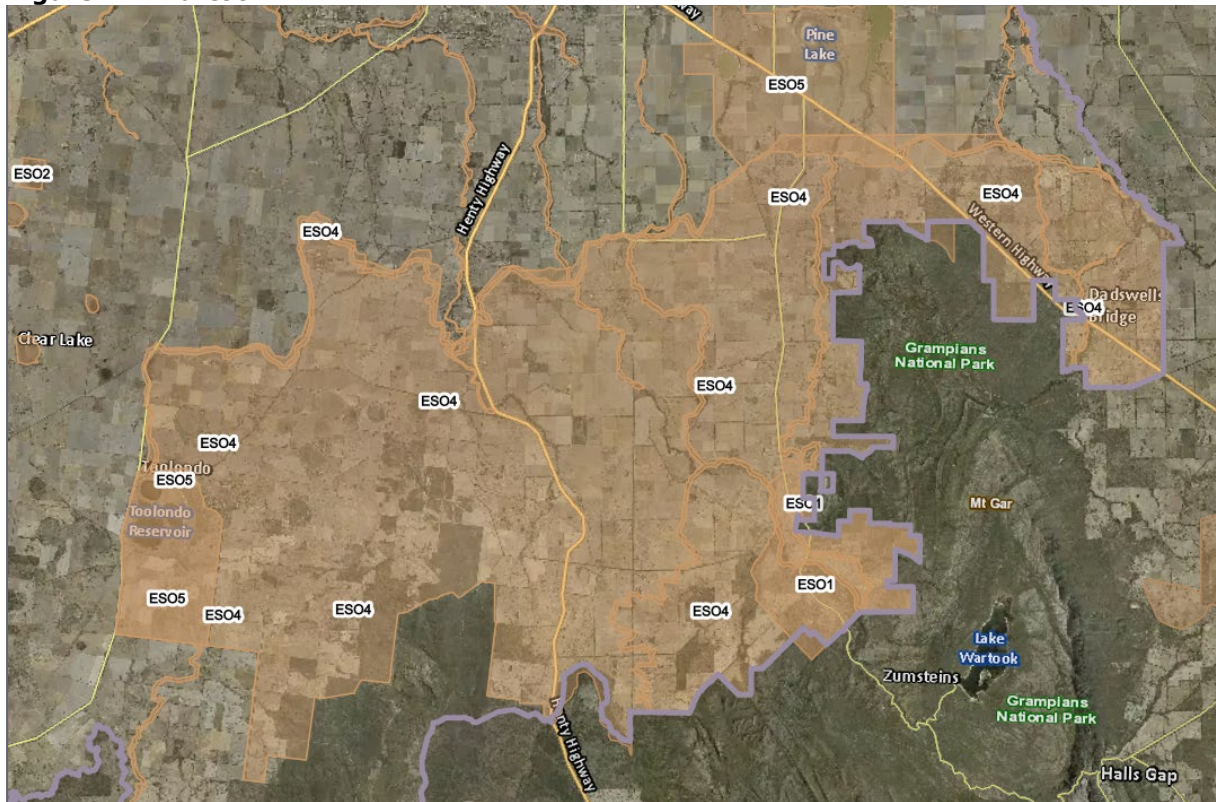 Pine
Lake
ESO5
ESO2
Henty Highway
ESO4
ESO4
ESO4
Western Highway
Dadswells
Bridge
ESO4
Clear Lake
Grampians
National Park
ESO4
ESO4
ESO4
Toolondo
ESO5
Toolondo
Reservoir
ESO1
Mt Gar
ESO5
ESO4
ESO4
ESO4
ESO1
Lake
Wartook
Zumsteins
Grampians
National Park
Henty Highway
Halls Gap